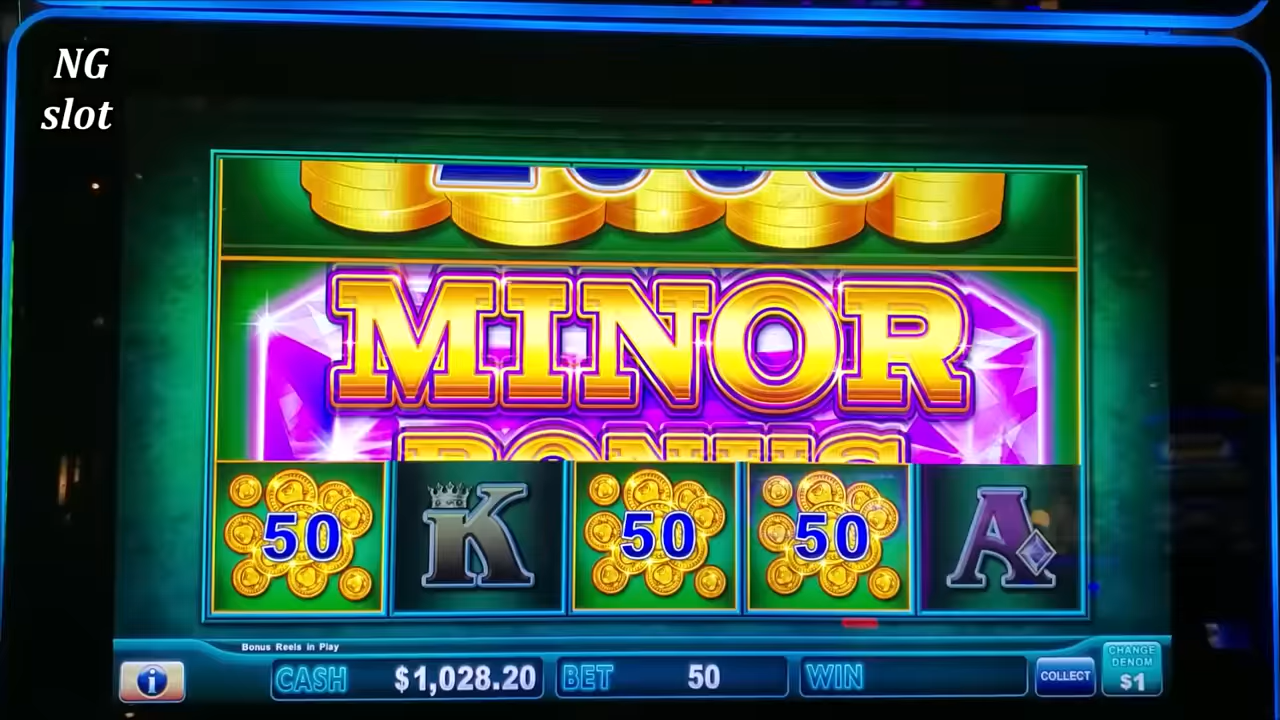 NG
slot
MINOR
BONUS
50 K 50 50 A
Bonus Reels in Play
CASH $1,028.20 BET 50 WIN COLLECT
CHANGE
DENOM
$1